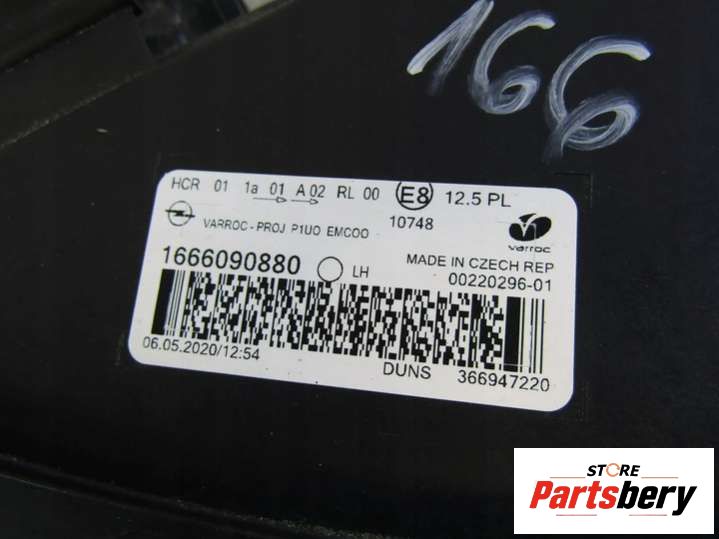 166
HCR 01 1a 01 A 02 RL 00 E8 12.5 PL
10748
VARROC - PROJ P1UO EMCOO
varroc
MADE IN CZECH REP
1666090880 LH
00220296-01
06.05.2020/12:54
DUNS 366947220
STORE
Partsbery